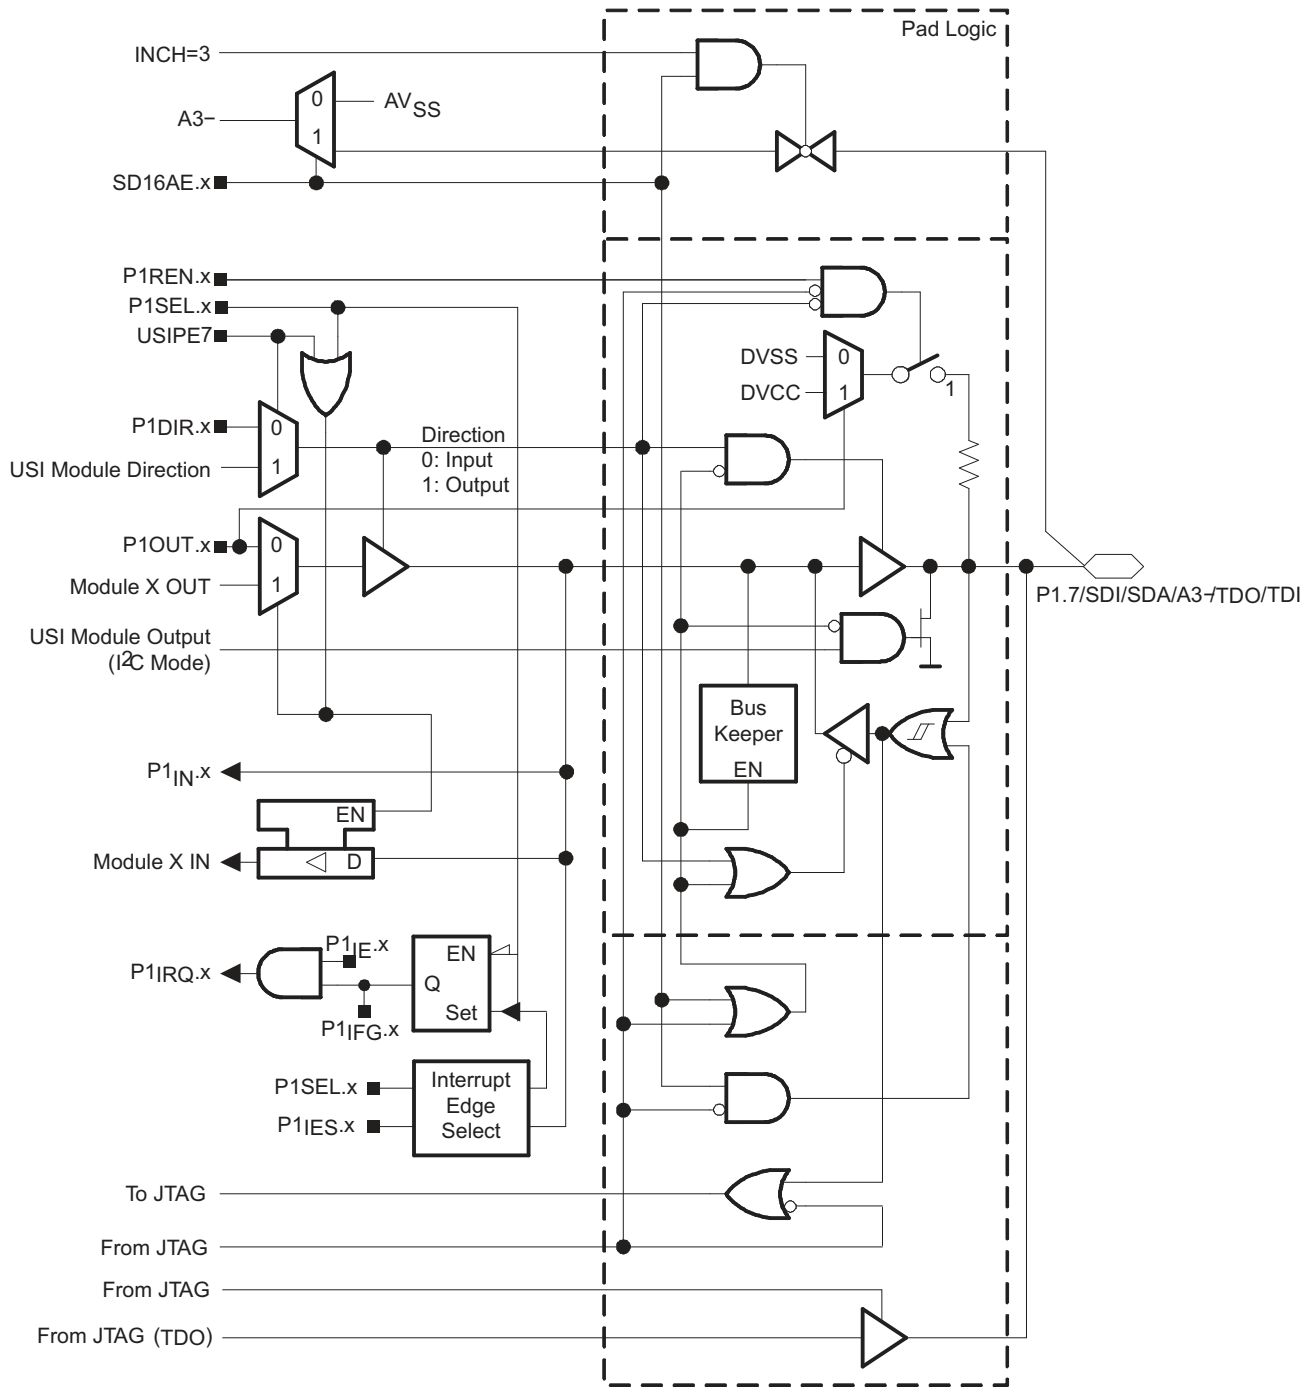 Pad Logic
INCH=3
0
AVSS
A3−
1
SD16AE.x
P1REN.x
P1SEL.x
USIPE7
DVSS
0
DVCC
1
1
P1DIR.x
0
USI Module Direction
1
Direction
0: Input
1: Output
P1OUT.x
0
Module X OUT
1
P1.7/SDI/SDA/A3−/TDO/TDI
USI Module Output
(I2C Mode)
Bus
Keeper
EN
P1IN.x
EN
Module X IN
D
P1IE.x
P1IRQ.x
EN
Q
Set
P1IFG.x
P1SEL.x
P1IES.x
Interrupt
Edge
Select
To JTAG
From JTAG
From JTAG
From JTAG (TDO)